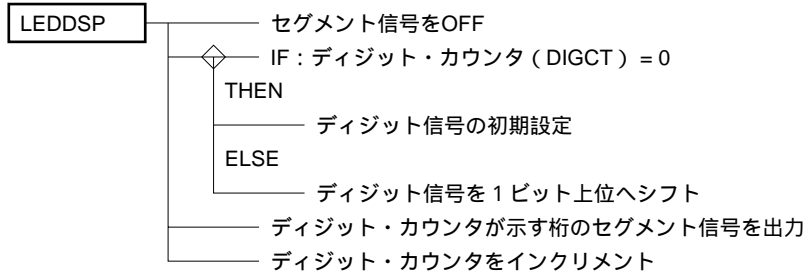 LEDDSP
セグメント信号をOFF
IF：ディジット・カウンタ（DIGCT）=0
THEN
ディジット信号の初期設定
ELSE
ディジット信号を1ビット上位へシフト
ディジット・カウンタが示す桁のセグメント信号を出力
ディジット・カウンタをインクリメント